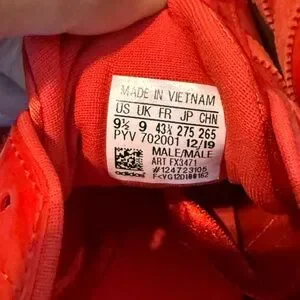 MADE IN VIETNAM
US UK FR JP CHN
9½ 9 43⅓ 275 265
PYV 702001 12/19
MALE/MALE
ART FX3471
#124723105
adidas